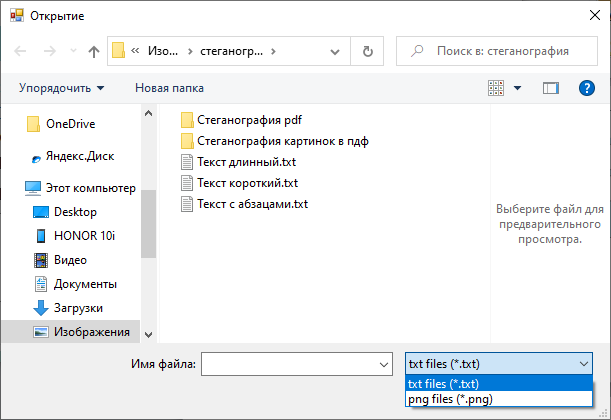 Открытие
« Изо... > стеганогр... >
Поиск в: стеганография
Упорядочить
Новая папка
OneDrive
Яндекс.Диск
Этот компьютер
Desktop
HONOR 10i
Видео
Документы
Загрузки
Изображения
Стеганография pdf
Стеганография картинок в пдф
Текст длинный.txt
Текст короткий.txt
Текст с абзацами.txt
Выберите файл для
предварительного
просмотра.
Имя файла:
txt files (*.txt)
txt files (*.txt)
png files (*.png)